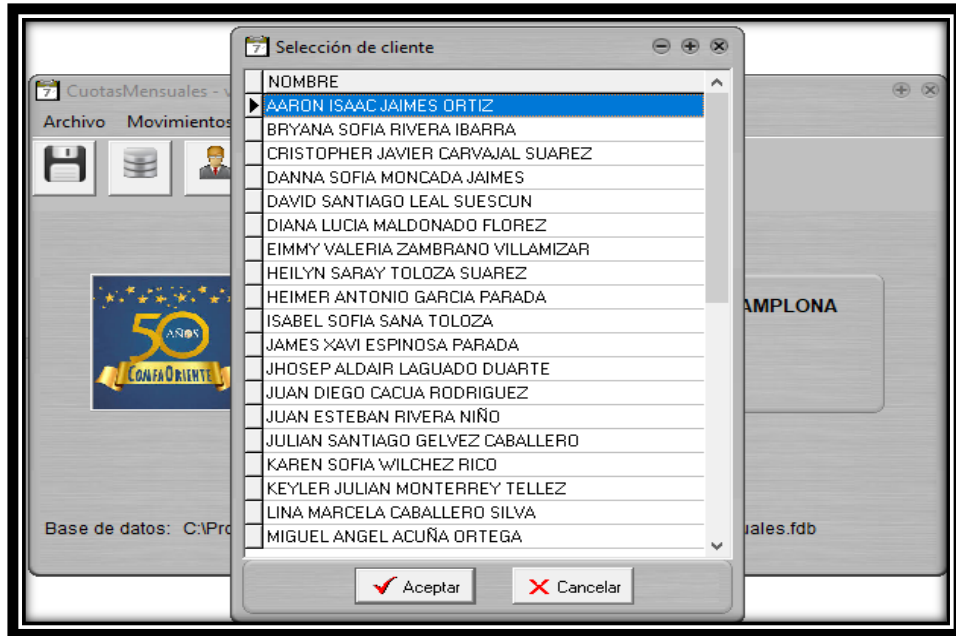 Selección de cliente
NOMBRE
AARON ISAAC JAIMES ORTIZ
BRYANA SOFIA RIVERA IBARRA
CRISTOPHER JAVIER CARVAJAL SUAREZ
DANNA SOFIA MONCADA JAIMES
DAVID SANTIAGO LEAL SUESCUN
DIANA LUCIA MALDONADO FLOREZ
EIMMY VALERIA ZAMBRANO VILLAMIZAR
HEILYN SARAY TOLOZA SUAREZ
HEIMER ANTONIO GARCIA PARADA
ISABEL SOFIA SANA TOLOZA
JAMES XAVI ESPINOSA PARADA
JHOSEP ALDAIR LAGUADO DUARTE
JUAN DIEGO CACUA RODRIGUEZ
JUAN ESTEBAN RIVERA NIÑO
JULIAN SANTIAGO GELVEZ CABALLERO
KAREN SOFIA WILCHEZ RICO
KEYLER JULIAN MONTERREY TELLEZ
LINA MARCELA CABALLERO SILVA
MIGUEL ANGEL ACUÑA ORTEGA
Aceptar Cancelar
CuotasMensuales - v
Archivo Movimientos
50
AÑOS
COMFAORIENTE
AMPLONA
Base de datos: C:\Pro uales.fdb